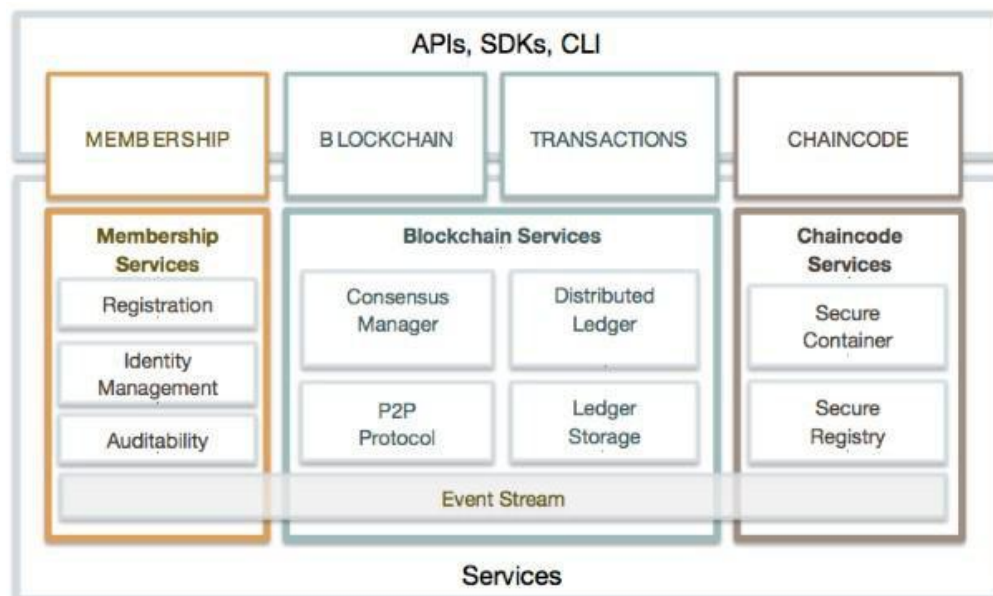 APIs, SDKs, CLI
MEMBERSHIP
BLOCKCHAIN
TRANSACTIONS
CHAINCODE
Membership
Services
Registration
Identity
Management
Auditability
Blockchain Services
Consensus
Manager
Distributed
Ledger
P2P
Protocol
Ledger
Storage
Chaincode
Services
Secure
Container
Secure
Registry
Event Stream
Services